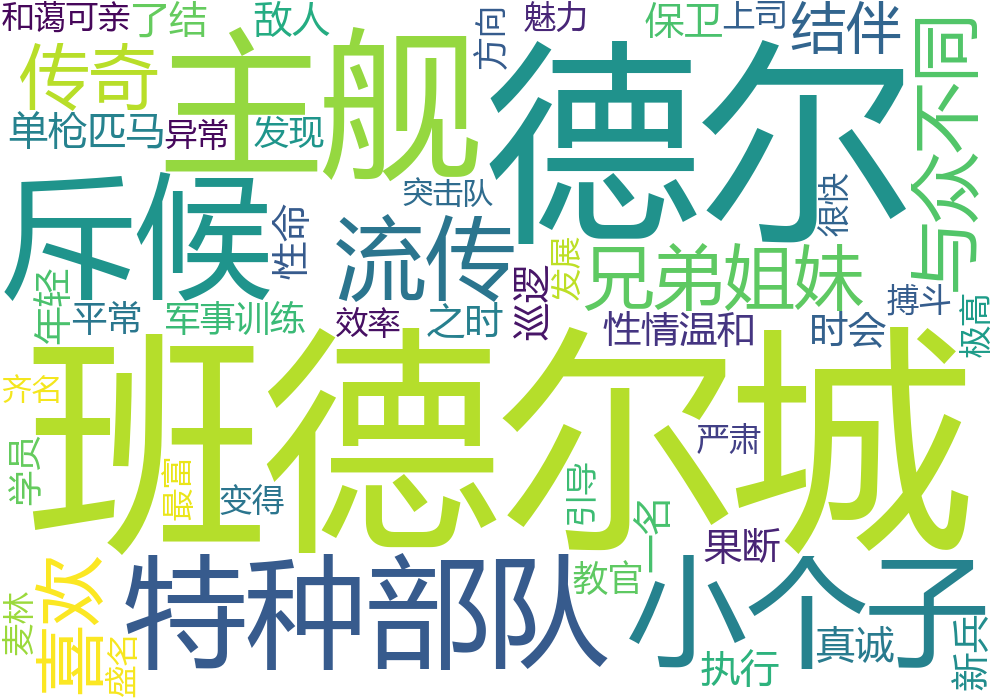 和蔼可亲
了结
敌人
方向
魅力
保卫
上司
结伴
与众不同
传奇
主舰
德尔
单枪匹马
异常
发现
斥候
性命
突击队
很快
流传
发展
兄弟姐妹
巡逻
年轻
平常
军事训练
效率
之时
性情温和
时会
搏斗
极高
齐名
班德尔城
学员
最富
变得
严肃
引导
一名
果断
喜欢
特种部队
教官
小个子
麦林
盛名
执行
真诚
新兵